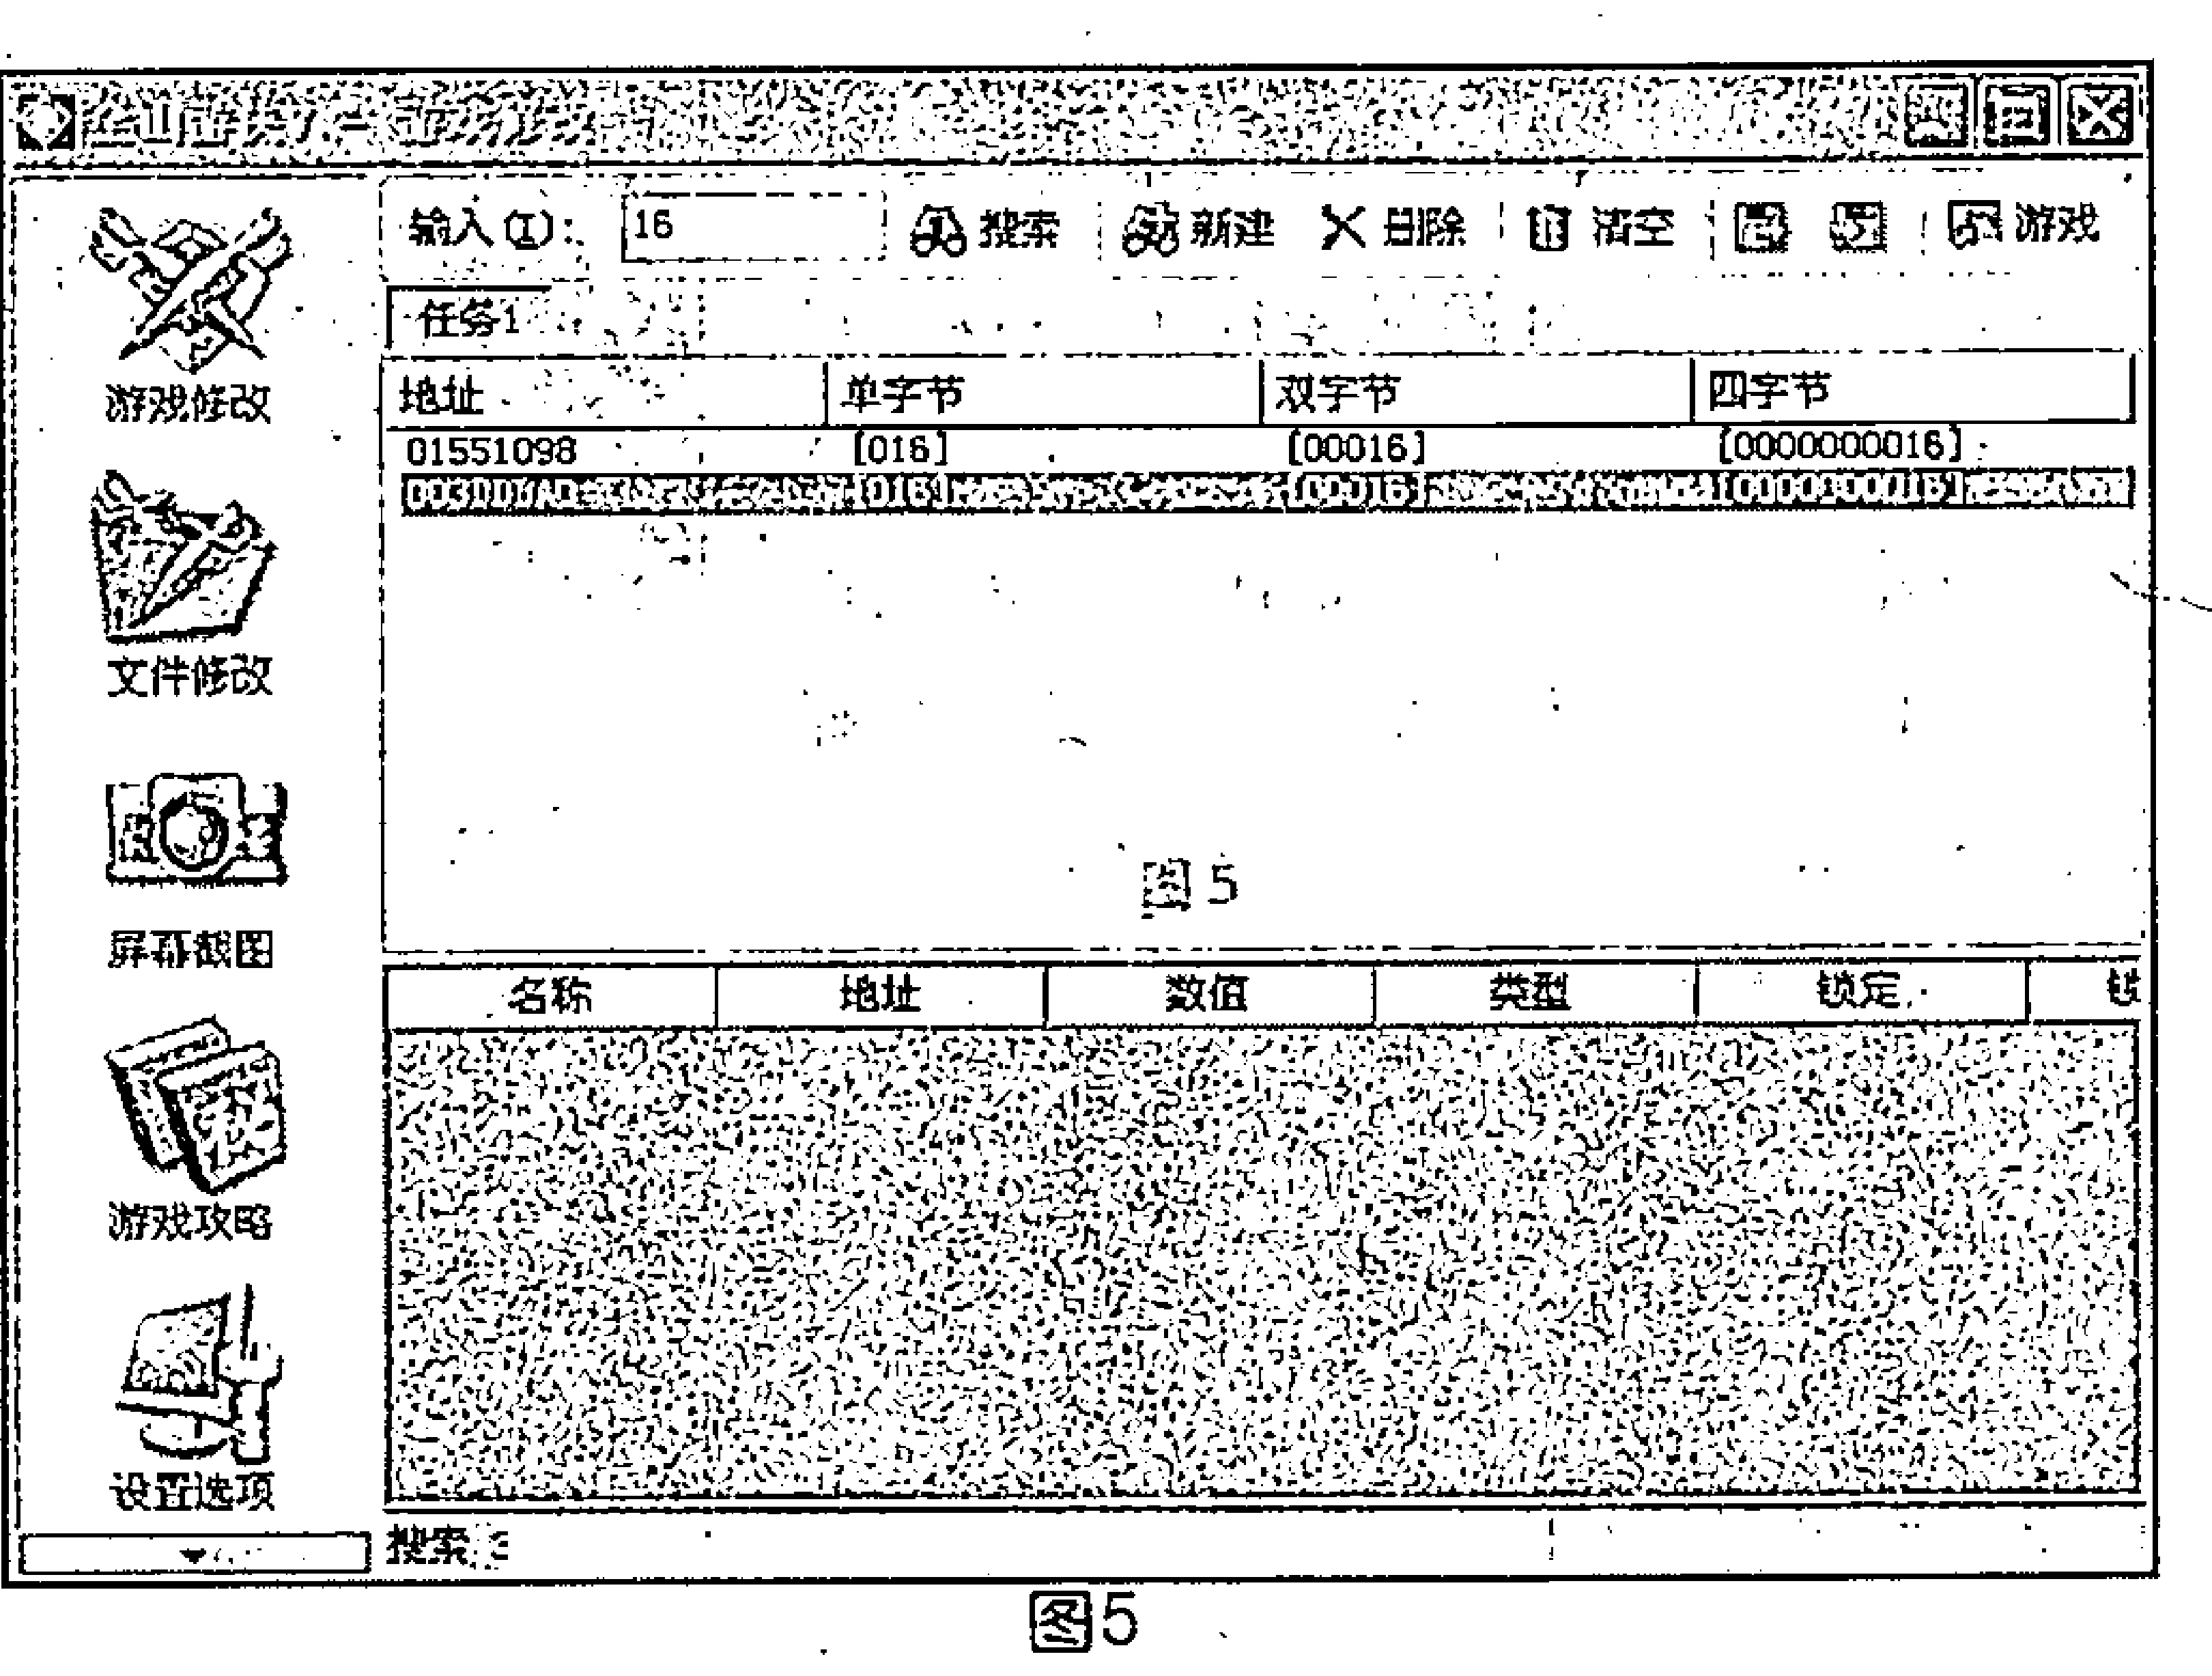 输入(I):
16
搜索
新建
删除
清空
游戏
任务1
地址 单字节 双字节 四字节
01551098 [016] [00016] [0000000016]
[016] [00016] [0000000016]
游戏修改
文件修改
屏幕截图
游戏攻略
设置选项
图5
名称 地址 数值 类型 锁定
搜索
图5